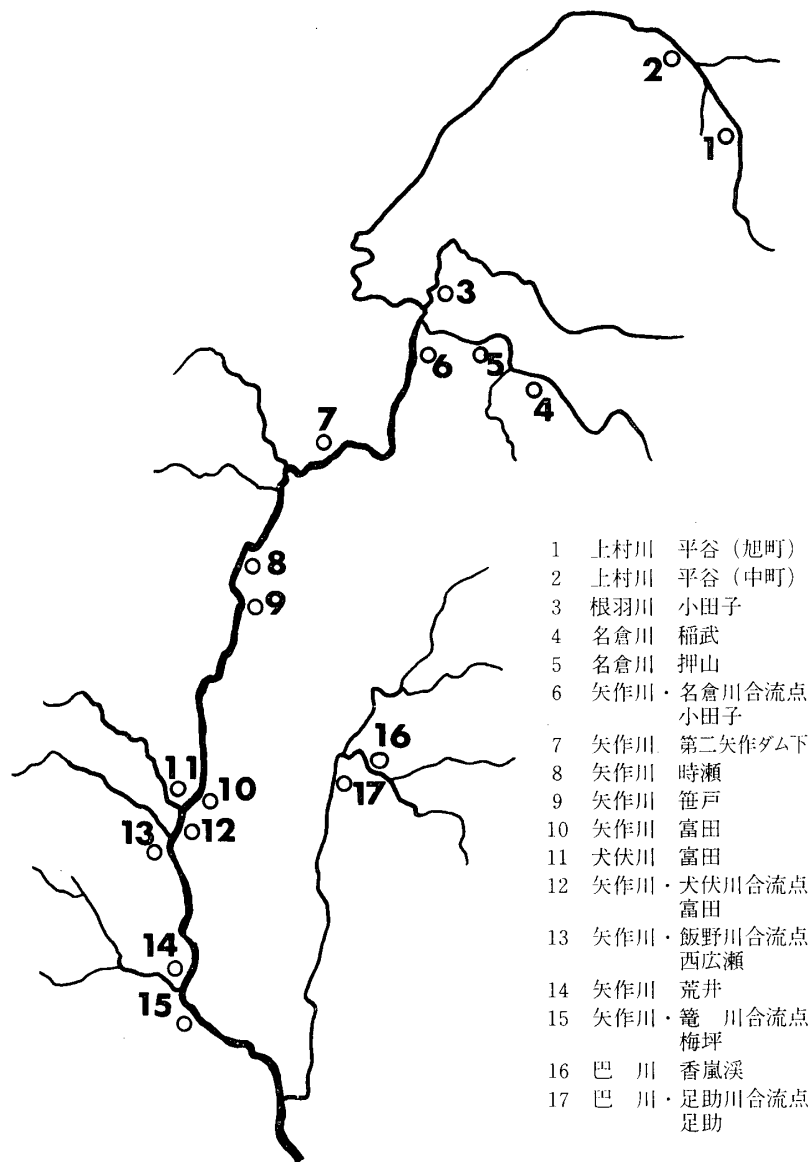 2
1
3
6
5
4
7
8
9
11
10
12
13
16
17
14
15
1 上村川 平谷（旭町）
2 上村川 平谷（中町）
3 根羽川 小田子
4 名倉川 稲武
5 名倉川 押山
6 矢作川・名倉川合流点
小田子
7 矢作川 第二矢作ダム下
8 矢作川 時瀬
9 矢作川 笹戸
10 矢作川 富田
11 犬伏川 富田
12 矢作川・犬伏川合流点
富田
13 矢作川・飯野川合流点
西広瀬
14 矢作川 荒井
15 矢作川・篭 川合流点
梅坪
16 巴 川 香嵐渓
17 巴 川・足助川合流点
足助